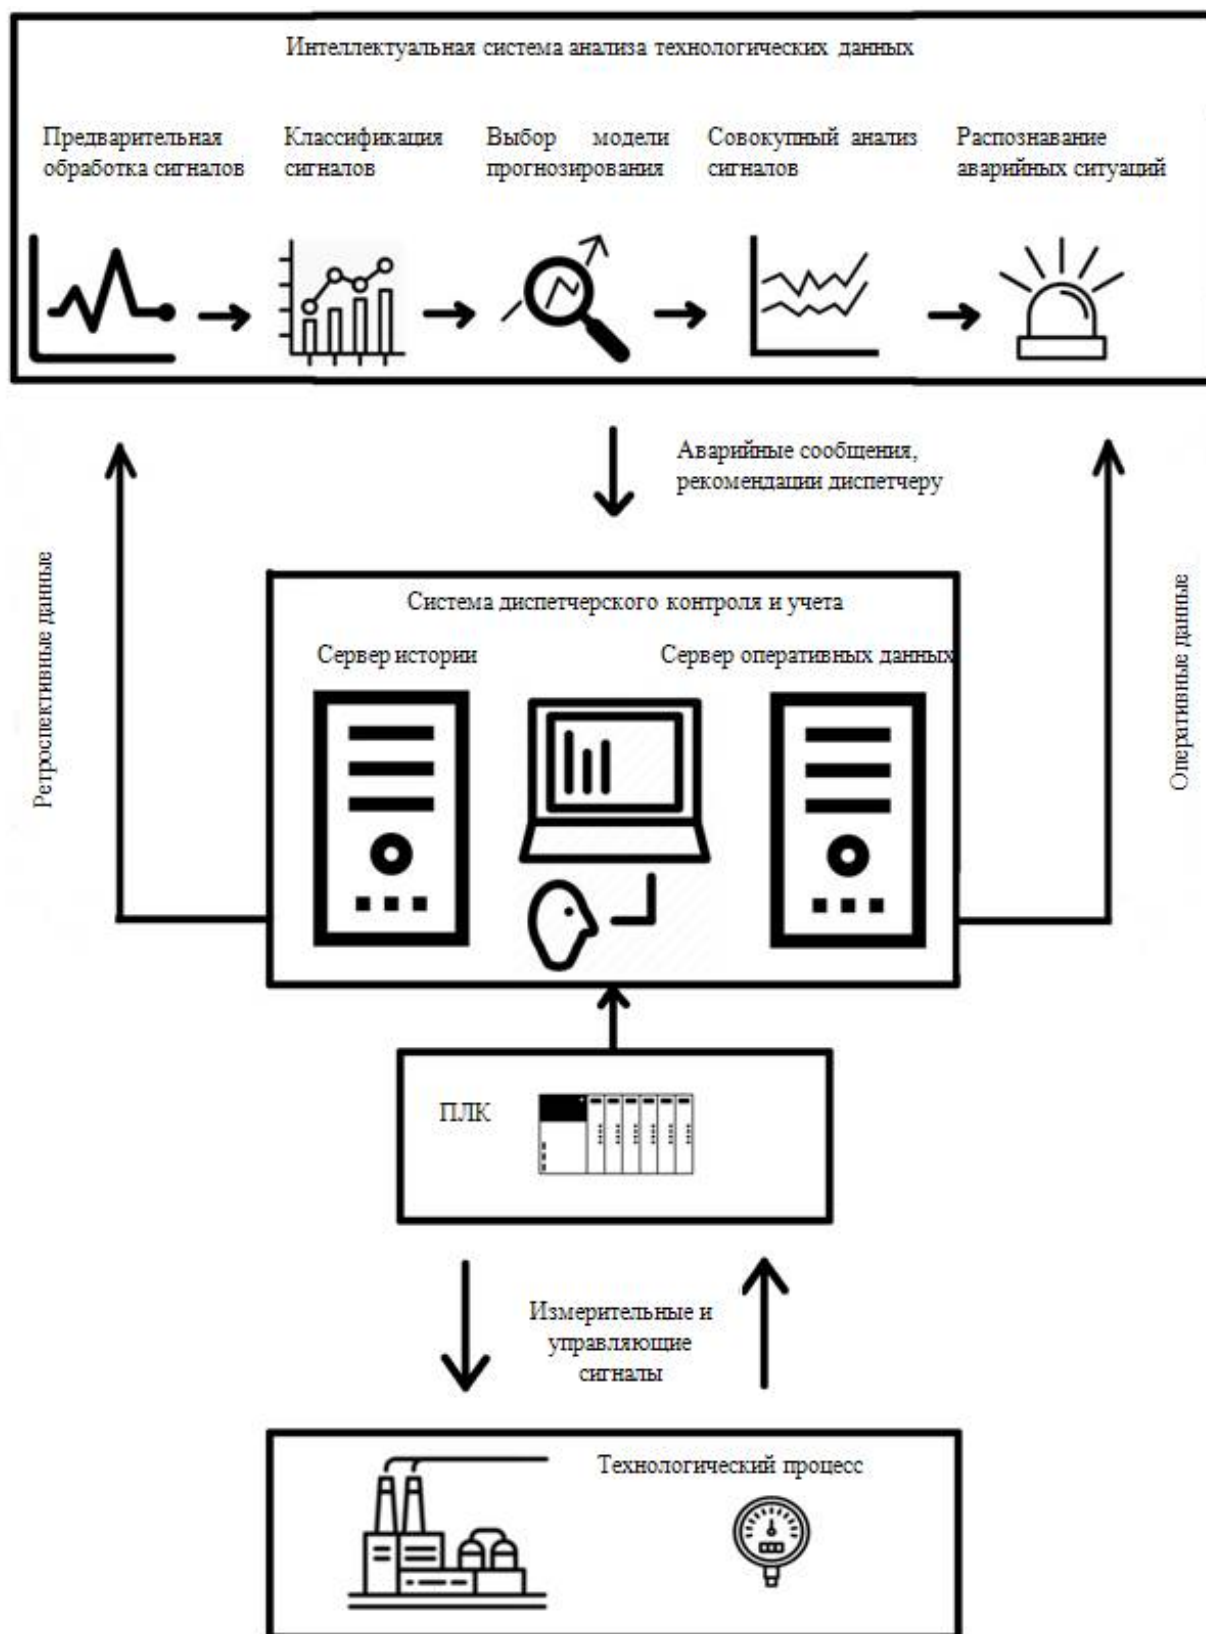 Интеллектуальная система анализа технологических данных
Предварительная
обработка сигналов
Классификация
сигналов
Выбор модели
прогнозирования
Совокупный анализ
сигналов
Распознавание
аварийных ситуаций
Аварийные сообщения,
рекомендации диспетчеру
Ретроспективные данные
Оперативные данные
Система диспетчерского контроля и учета
Сервер истории
Сервер оперативных данных
ПЛК
Измерительные и
управляющие
сигналы
Технологический процесс